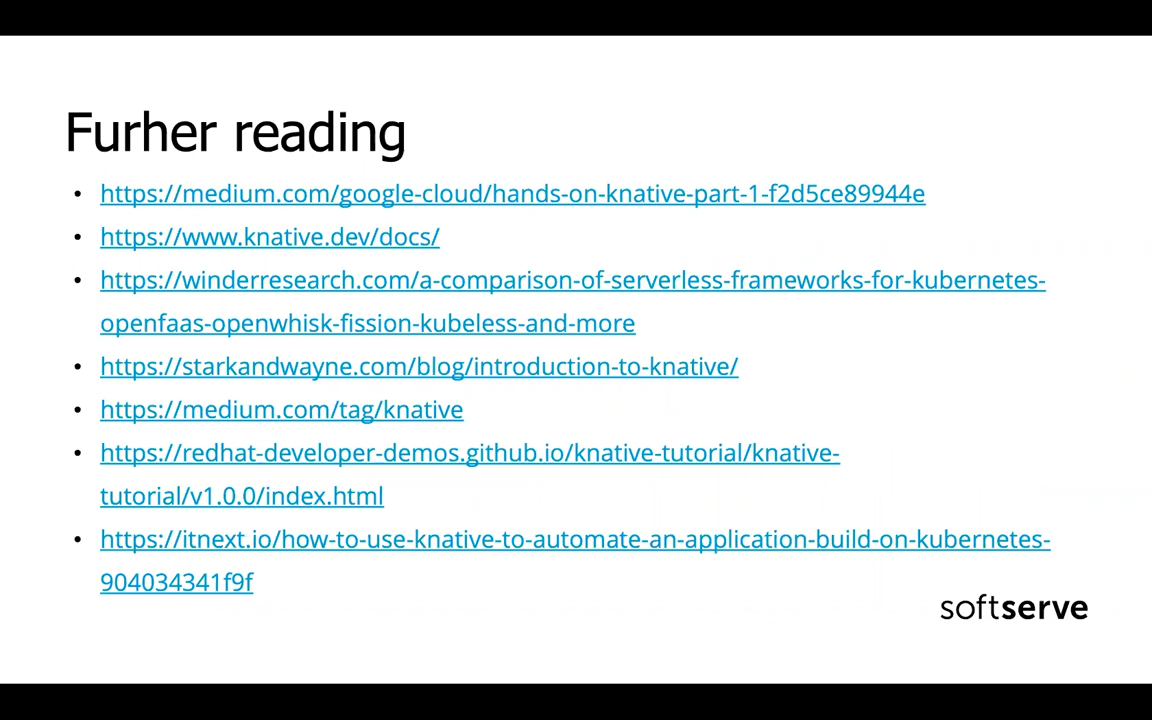 Furher reading
• https://medium.com/google-cloud/hands-on-knative-part-1-f2d5ce89944e
• https://www.knative.dev/docs/
• https://winderresearch.com/a-comparison-of-serverless-frameworks-for-kubernetes-
openfaas-openwhisk-fission-kubeless-and-more
• https://starkandwayne.com/blog/introduction-to-knative/
• https://medium.com/tag/knative
• https://redhat-developer-demos.github.io/knative-tutorial/knative-
tutorial/v1.0.0/index.html
• https://itnext.io/how-to-use-knative-to-automate-an-application-build-on-kubernetes-
904034341f9f
softserve